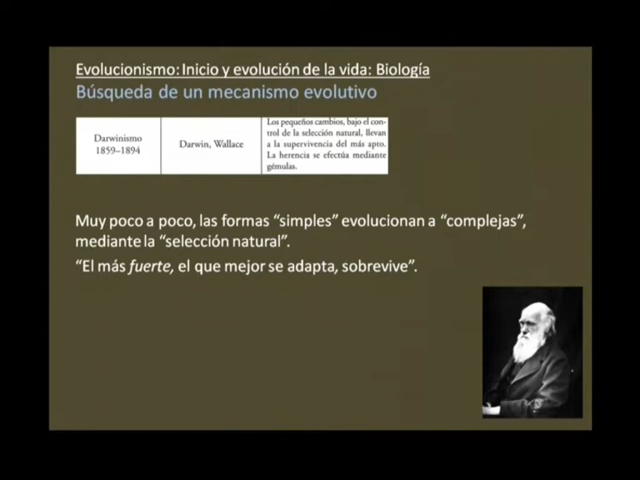 Evolucionismo: Inicio y evolución de la vida: Biología
Búsqueda de un mecanismo evolutivo
Darwinismo
1859–1894
Darwin, Wallace
Los pequeños cambios, bajo el con-
trol de la selección natural, llevan
a la supervivencia del más apto.
La herencia se efectúa mediante
gémulas.
Muy poco a poco, las formas “simples” evolucionan a “complejas”,
mediante la “selección natural”.
“El más fuerte, el que mejor se adapta, sobrevive”.